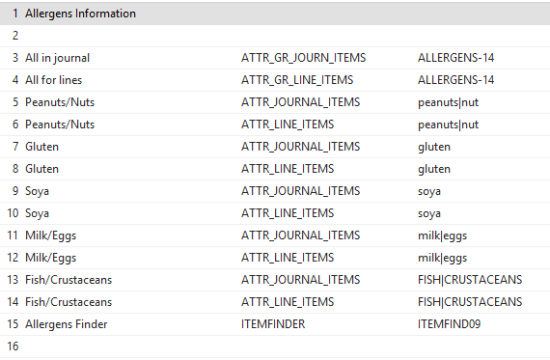 1 Allergens Information
2
3 All in journal ATTR_GR_JOURN_ITEMS ALLERGENS-14
4 All for lines ATTR_GR_LINE_ITEMS ALLERGENS-14
5 Peanuts/Nuts ATTR_JOURNAL_ITEMS peanuts|nut
6 Peanuts/Nuts ATTR_LINE_ITEMS peanuts|nut
7 Gluten ATTR_JOURNAL_ITEMS gluten
8 Gluten ATTR_LINE_ITEMS gluten
9 Soya ATTR_JOURNAL_ITEMS soya
10 Soya ATTR_LINE_ITEMS soya
11 Milk/Eggs ATTR_JOURNAL_ITEMS milk|eggs
12 Milk/Eggs ATTR_LINE_ITEMS milk|eggs
13 Fish/Crustaceans ATTR_JOURNAL_ITEMS FISH|CRUSTACEANS
14 Fish/Crustaceans ATTR_LINE_ITEMS FISH|CRUSTACEANS
15 Allergens Finder ITEMFINDER ITEMFIND09
16